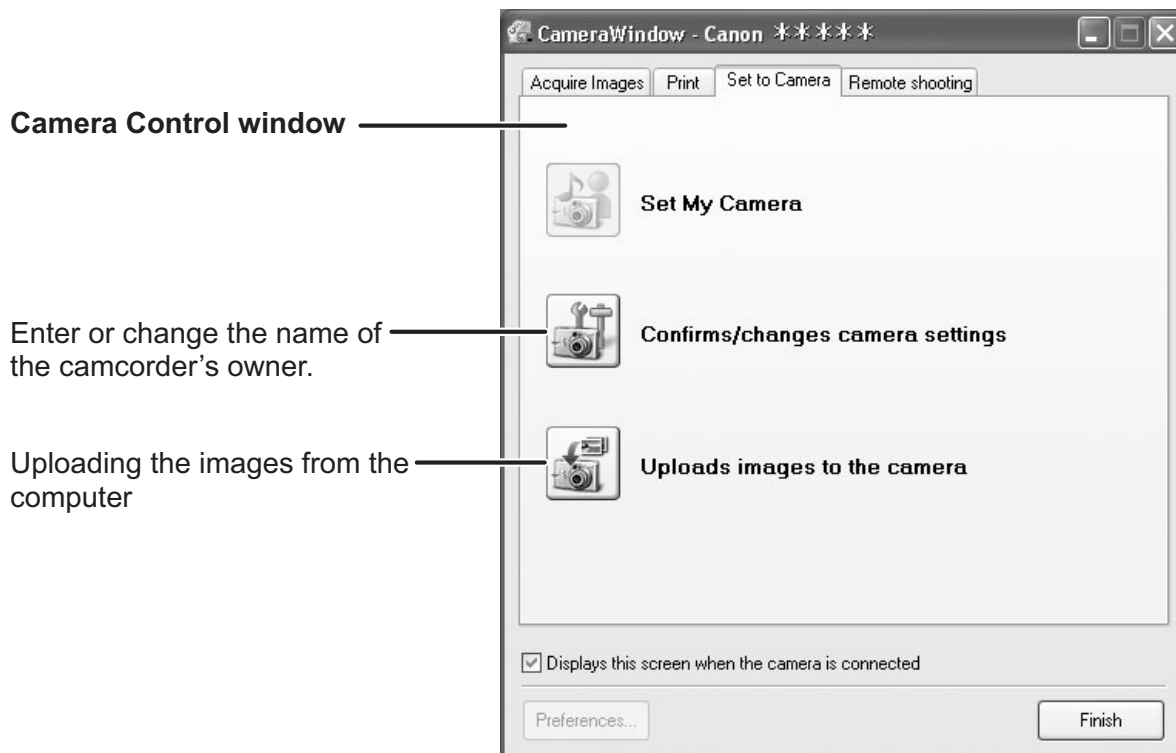 CameraWindow - Canon *****
Acquire Images Print Set to Camera Remote shooting
Camera Control window
Set My Camera
Enter or change the name of
the camcorder's owner.
Confirms/changes camera settings
Uploading the images from the
computer
Uploads images to the camera
Displays this screen when the camera is connected
Preferences... Finish